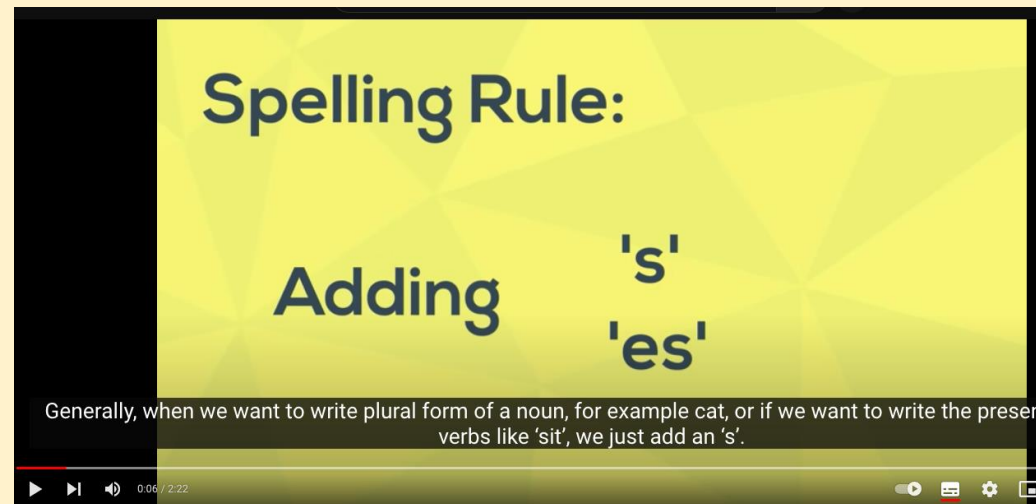 Spelling Rule:
Adding
's'
'es'
Generally, when we want to write plural form of a noun, for example cat, or if we want to write the
verbs like ‘sit’, we just add an ‘s’.
0:06 / 2:22